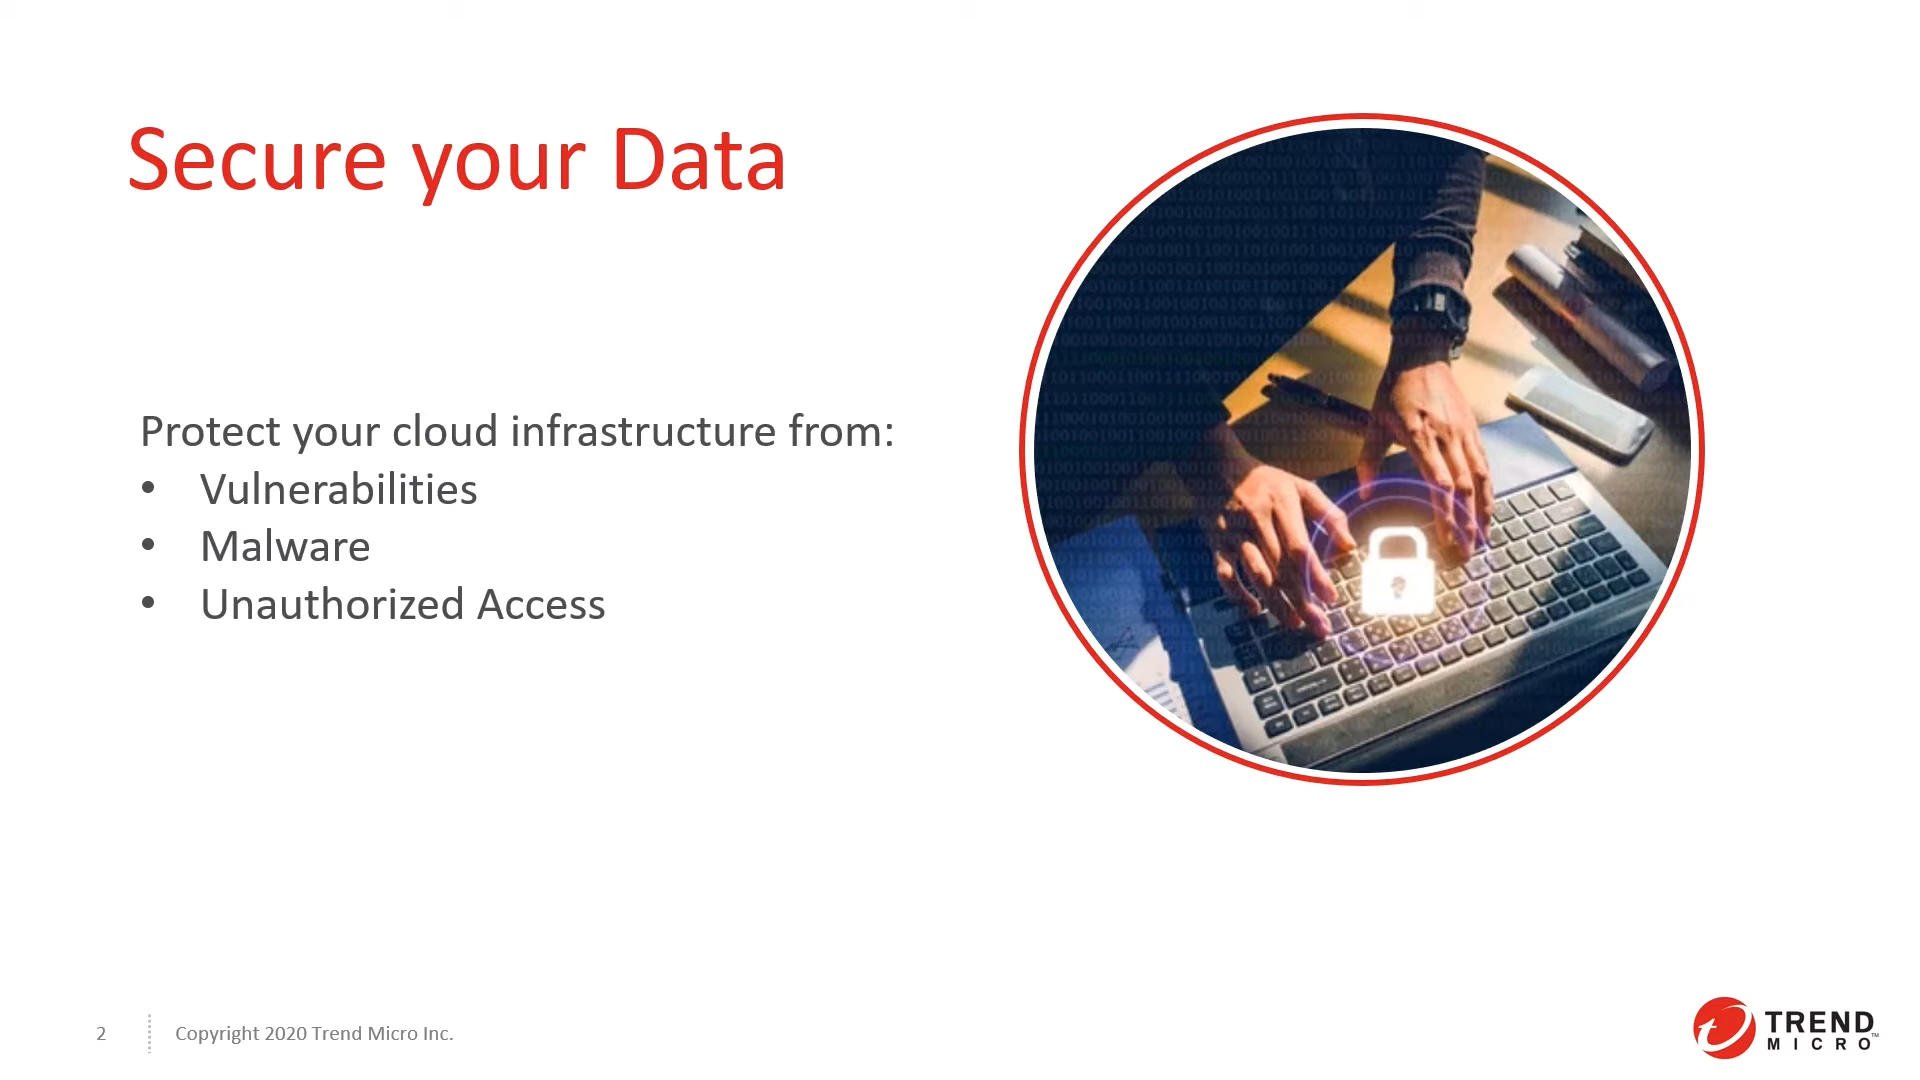 Secure your Data
Protect your cloud infrastructure from:
• Vulnerabilities
• Malware
• Unauthorized Access
2
Copyright 2020 Trend Micro Inc.
TREND
MICRO™